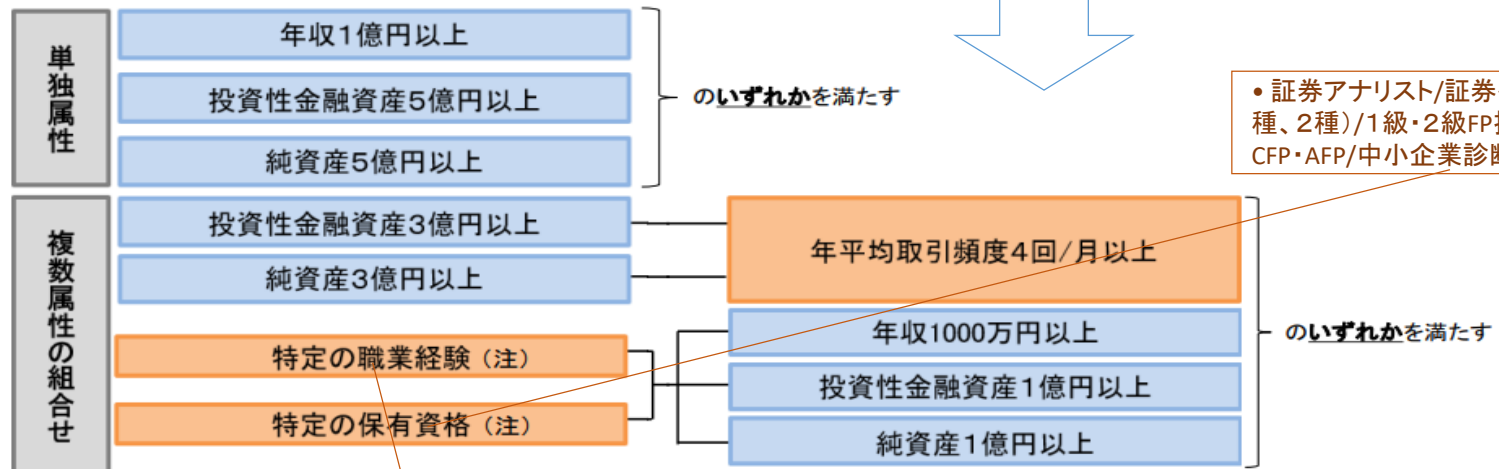 単独属性
年収1億円以上
投資性金融資産5億円以上
純資産5億円以上
のいずれかを満たす
• 証券アナリスト/証券
種、2種)/1級・2級FP
CFP・AFP/中小企業診断
複数属性の組合せ
投資性金融資産3億円以上
純資産3億円以上
年平均取引頻度4回/月以上
特定の職業経験（注）
特定の保有資格（注）
年収1000万円以上
投資性金融資産1億円以上
純資産1億円以上
のいずれかを満たす